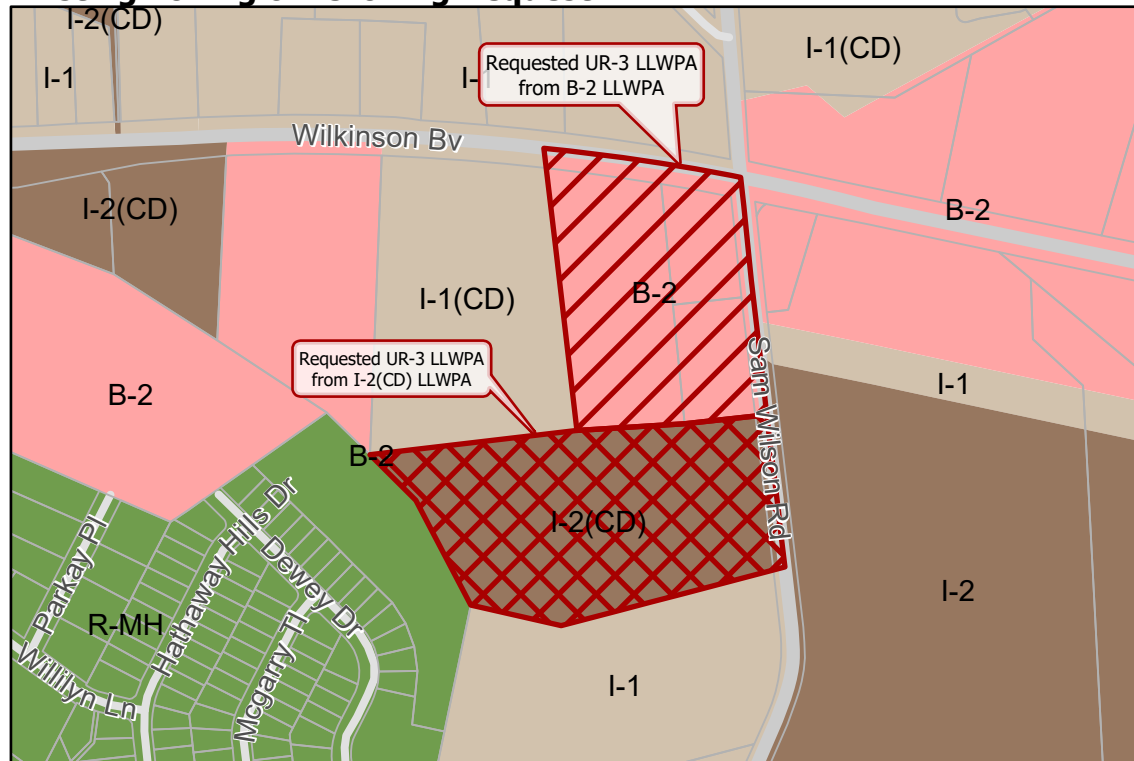 I-2(CD)
I-1
I-1(CD)
Requested UR-3 LLWPA
from B-2 LLWPA
Wilkinson Bv
I-2(CD)
B-2
I-1(CD)
B-2
Requested UR-3 LLWPA
from I-2(CD) LLWPA
Sam Wilson Rd
I-1
B-2
B-2
I-2(CD)
I-2
Parkay Pl
Hathaway Hills Dr
Dewey Dr
R-MH
Mcgarry Tl
Willilyn Ln
I-1